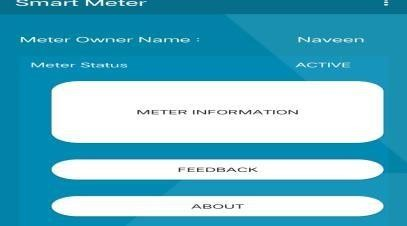 Smart Meter
Meter Owner Name : Naveen
Meter Status ACTIVE
METER INFORMATION
FEEDBACK
ABOUT